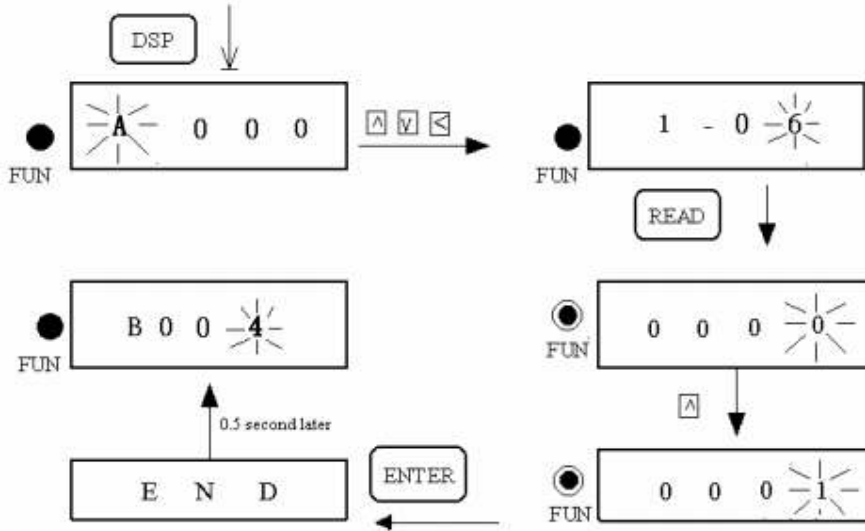 DSP
A 0 0 0
FUN
∧ ∨ <
1 - 0 6
FUN
READ
0 0 0 0
FUN
∧
0 0 0 1
FUN
ENTER
E N D
0.5 second later
B 0 0 4
FUN